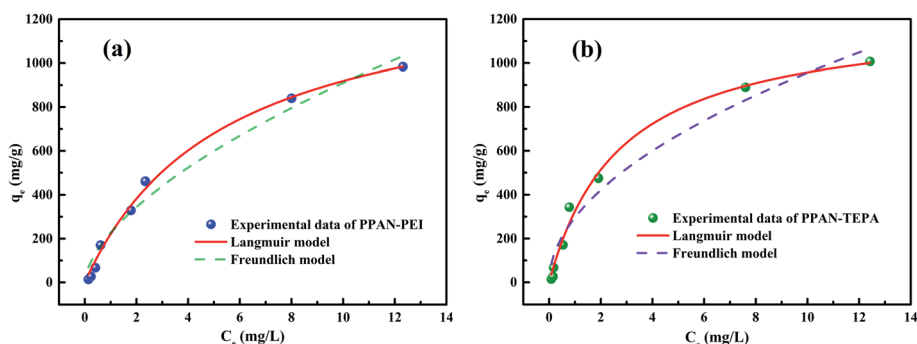 (a)
1200
1000
800
600
400
200
0
qe (mg/g)
Experimental data of PPAN-PEI
Langmuir model
Freundlich model
0 2 4 6 8 10 12 14
Ce (mg/L)
(b)
1200
1000
800
600
400
200
0
qe (mg/g)
Experimental data of PPAN-TEPA
Langmuir model
Freundlich model
0 2 4 6 8 10 12 14
Ce (mg/L)